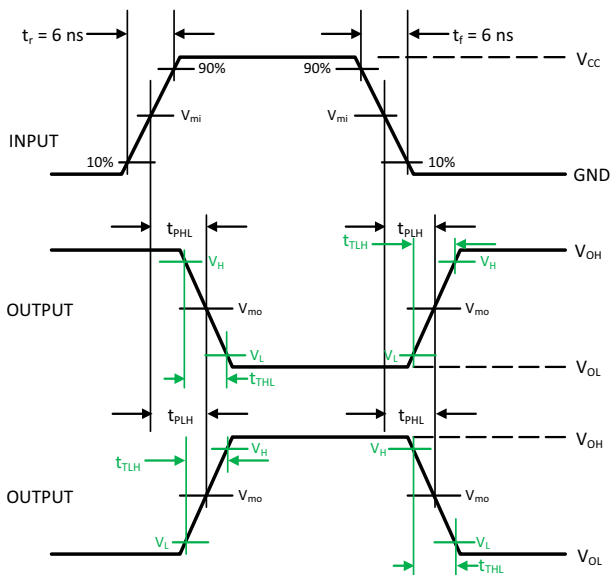 tr = 6 ns
tf = 6 ns
VCC
90%
90%
Vmi
Vmi
INPUT
10%
10%
GND
tPHL
tPLH
tTLH
VOH
VH
VH
OUTPUT
Vmo
Vmo
VL
VL
VOL
tTHL
tPLH
tPHL
VOH
VH
VH
tTLH
OUTPUT
Vmo
Vmo
VL
VL
VOL
tTHL